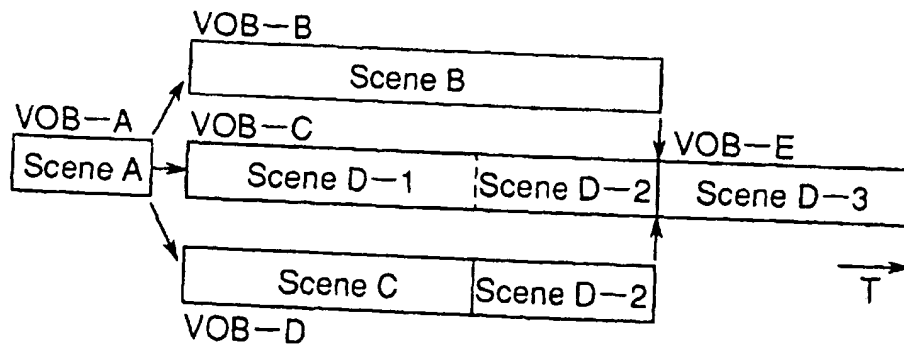 VOB—B
Scene B
VOB—A
VOB—C
VOB—E
Scene A
Scene D—1
Scene D—2
Scene D—3
Scene C
Scene D—2
T
VOB—D